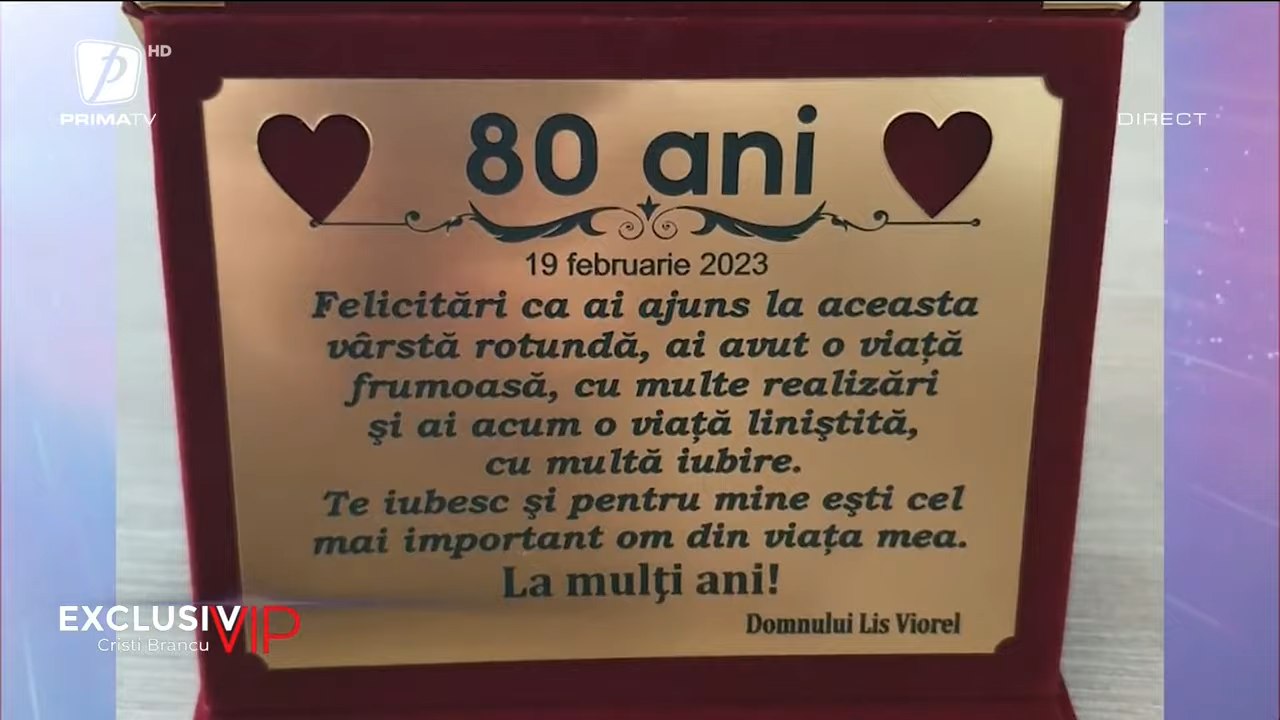 PRIMATV HD
DIRECT
80 ani
19 februarie 2023
Felicitări ca ai ajuns la aceasta
vârstă rotundă, ai avut o viață
frumoasă, cu multe realizări
şi ai acum o viață liniştită,
cu multă iubire.
Te iubesc şi pentru mine eşti cel
mai important om din viața mea.
La mulţi ani!
Domnului Lis Viorel
EXCLUSIV VIP
Cristi Brancu